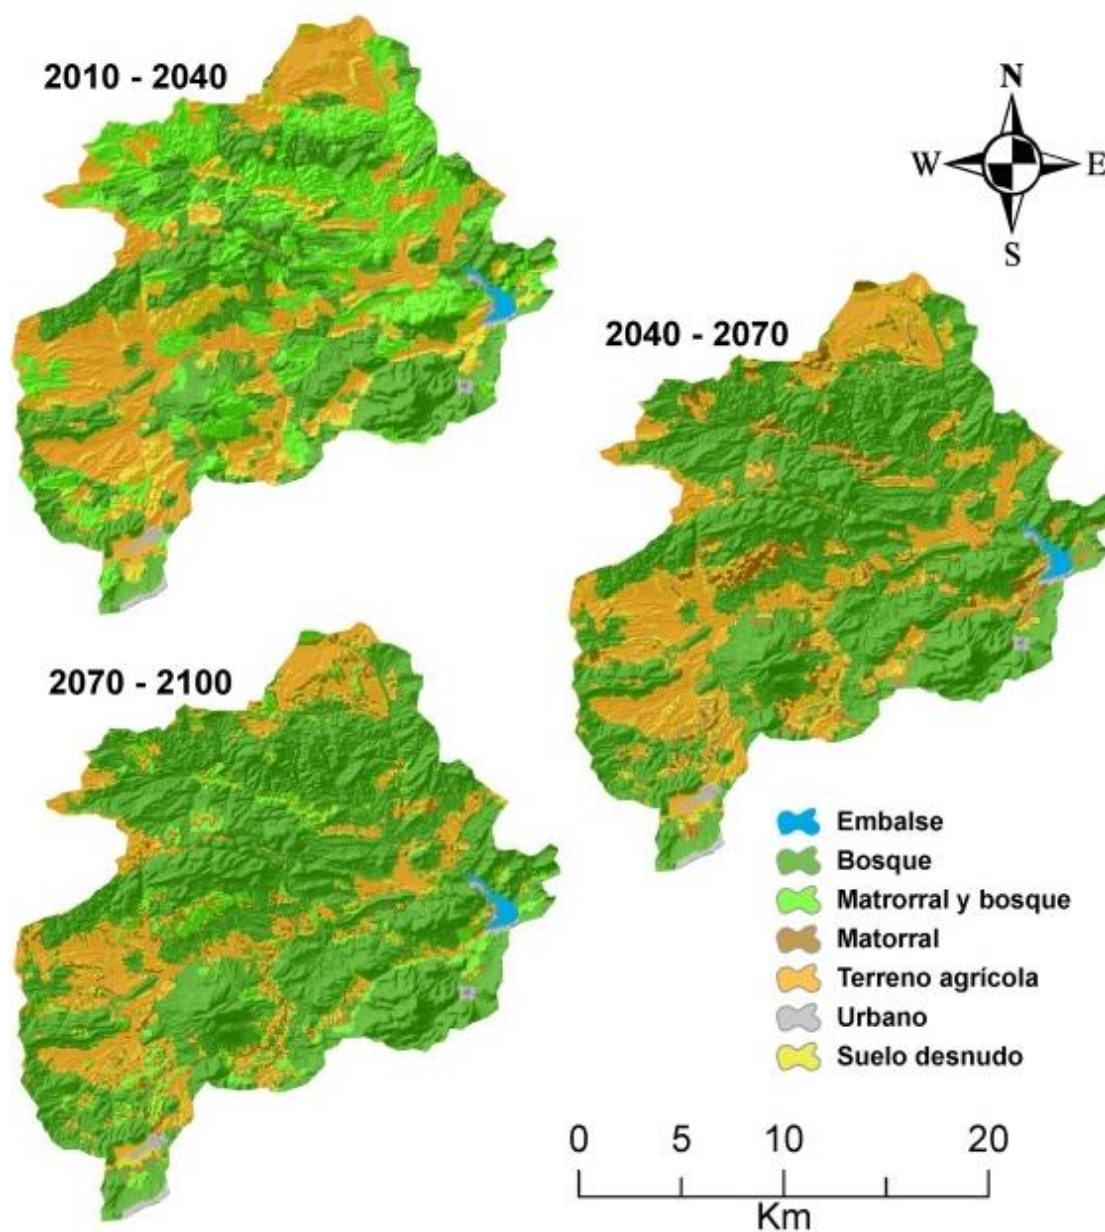 2010 - 2040
N
W E
S
2040 - 2070
2070 - 2100
Embalse
Bosque
Matrorral y bosque
Matorral
Terreno agrícola
Urbano
Suelo desnudo
0 5 10 20
Km